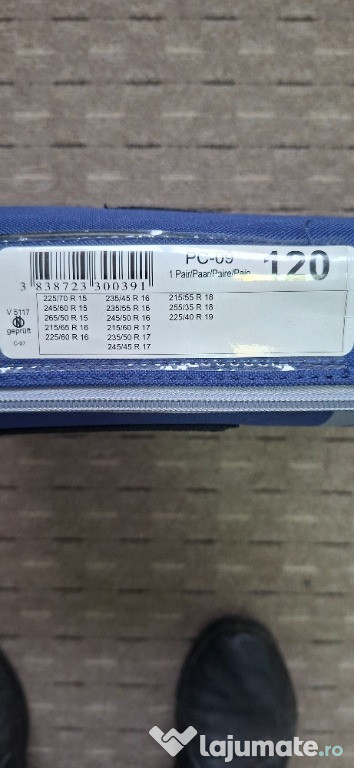 PC-09
120
1 Pair/Paar/Paire/Paio
3 838723 300391
V 5117
geprüft
C-07
225/70 R 15
245/60 R 15
265/50 R 15
215/65 R 16
225/60 R 16
235/45 R 16
235/55 R 16
245/50 R 16
215/60 R 17
235/50 R 17
245/45 R 17
215/55 R 18
255/35 R 18
225/40 R 19
lajumate.ro